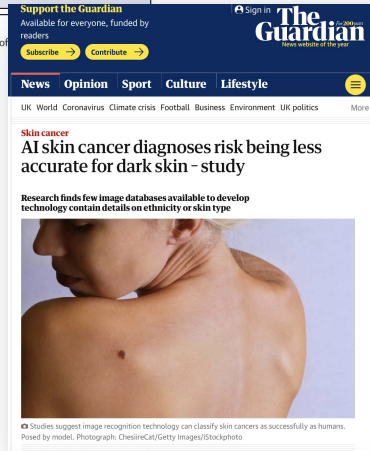 of
Support the Guardian
Available for everyone, funded by
readers
Subscribe →
Contribute →
Sign in
The
Guardian
For 200 years
News website of the year
News Opinion Sport Culture Lifestyle
UK World Coronavirus Climate crisis Football Business Environment UK politics More
Skin cancer
AI skin cancer diagnoses risk being less
accurate for dark skin – study
Research finds few image databases available to develop
technology contain details on ethnicity or skin type
Studies suggest image recognition technology can classify skin cancers as successfully as humans.
Posed by model. Photograph: ChesiireCat/Getty Images/iStockphoto